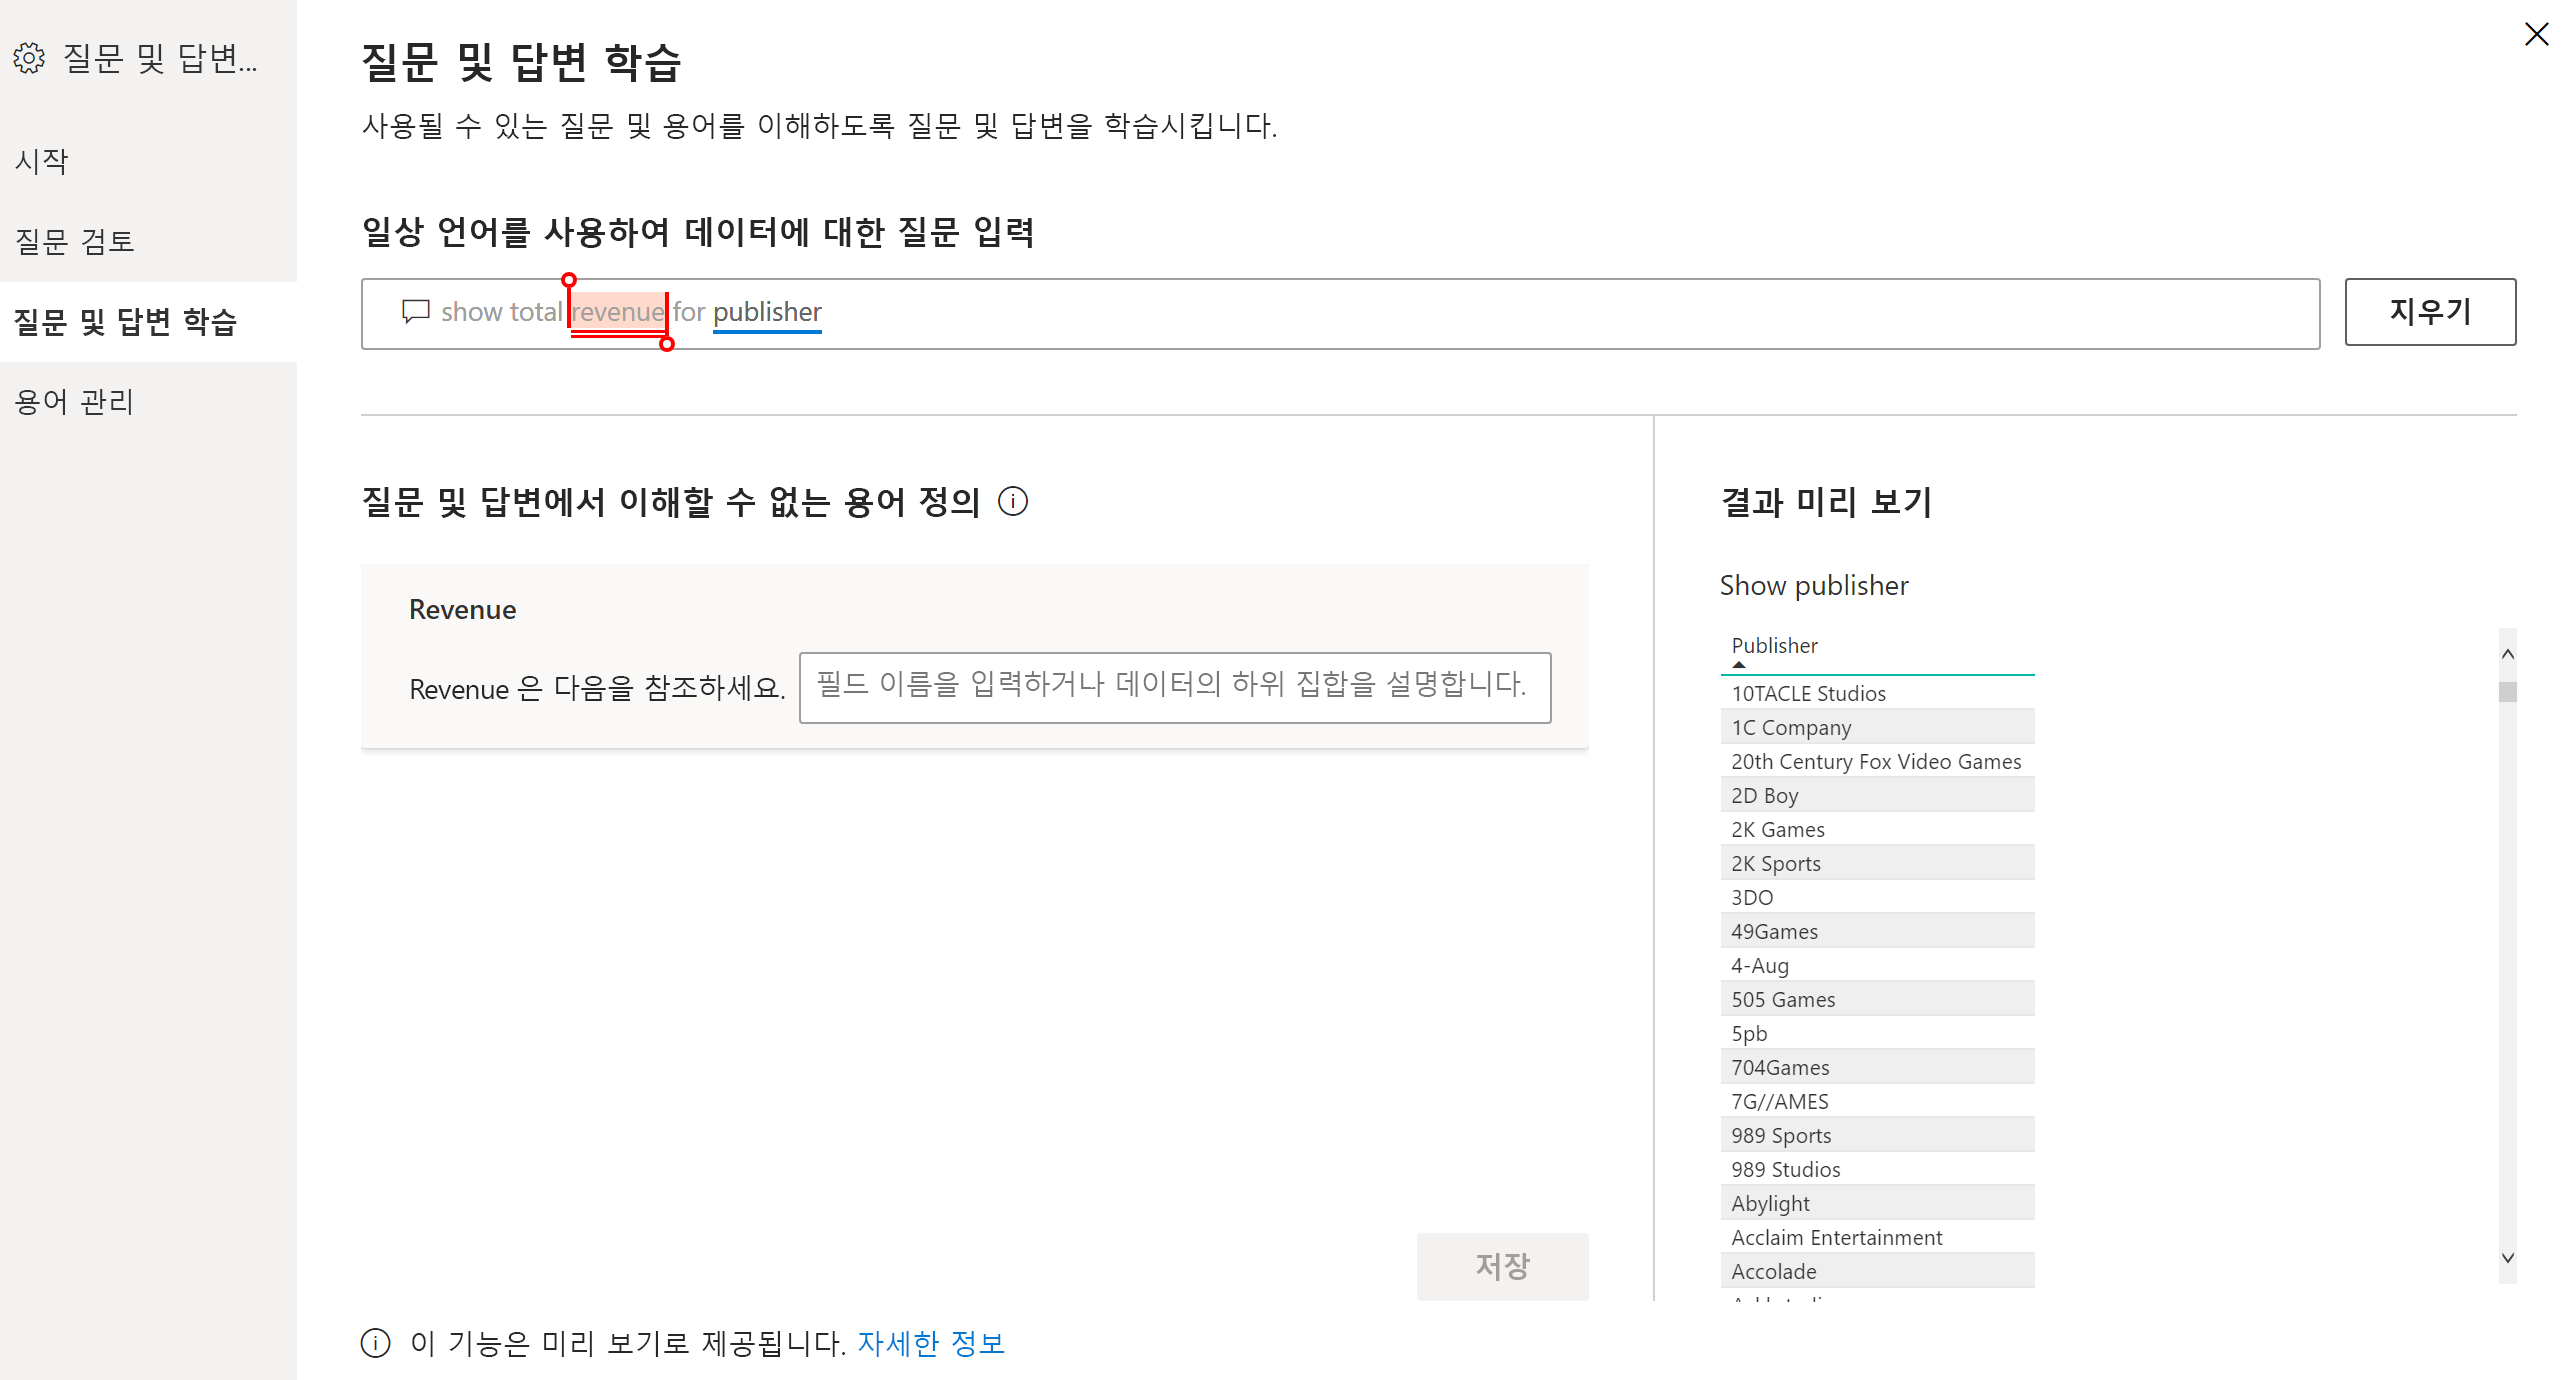 질문 및 답변...
시작
질문 검토
질문 및 답변 학습
용어 관리
질문 및 답변 학습
사용될 수 있는 질문 및 용어를 이해하도록 질문 및 답변을 학습시킵니다.
일상 언어를 사용하여 데이터에 대한 질문 입력
show total revenue for publisher
지우기
질문 및 답변에서 이해할 수 없는 용어 정의
Revenue
Revenue 은 다음을 참조하세요. 필드 이름을 입력하거나 데이터의 하위 집합을 설명합니다.
저장
이 기능은 미리 보기로 제공됩니다. 자세한 정보
결과 미리 보기
Show publisher
Publisher
10TACLE Studios
1C Company
20th Century Fox Video Games
2D Boy
2K Games
2K Sports
3DO
49Games
4-Aug
505 Games
5pb
704Games
7G//AMES
989 Sports
989 Studios
Abylight
Acclaim Entertainment
Accolade